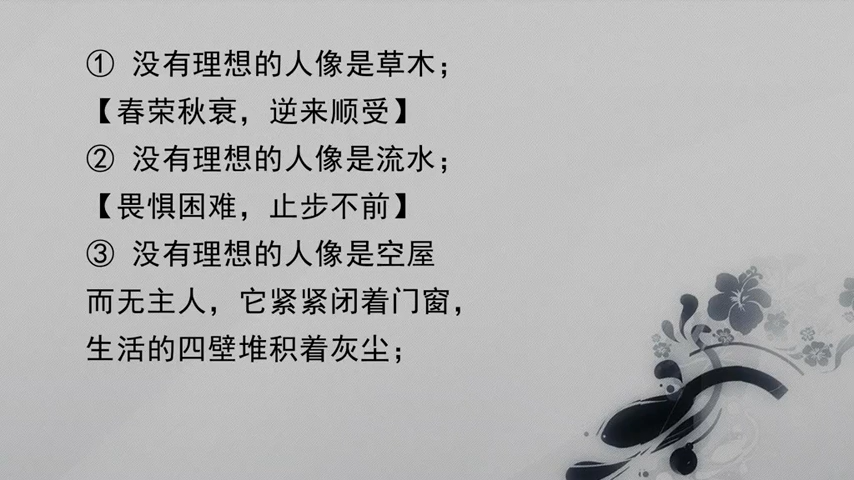 ① 没有理想的人像是草木；
【春荣秋衰，逆来顺受】
② 没有理想的人像是流水；
【畏惧困难，止步不前】
③ 没有理想的人像是空屋
而无主人，它紧紧闭着门窗，
生活的四壁堆积着灰尘；